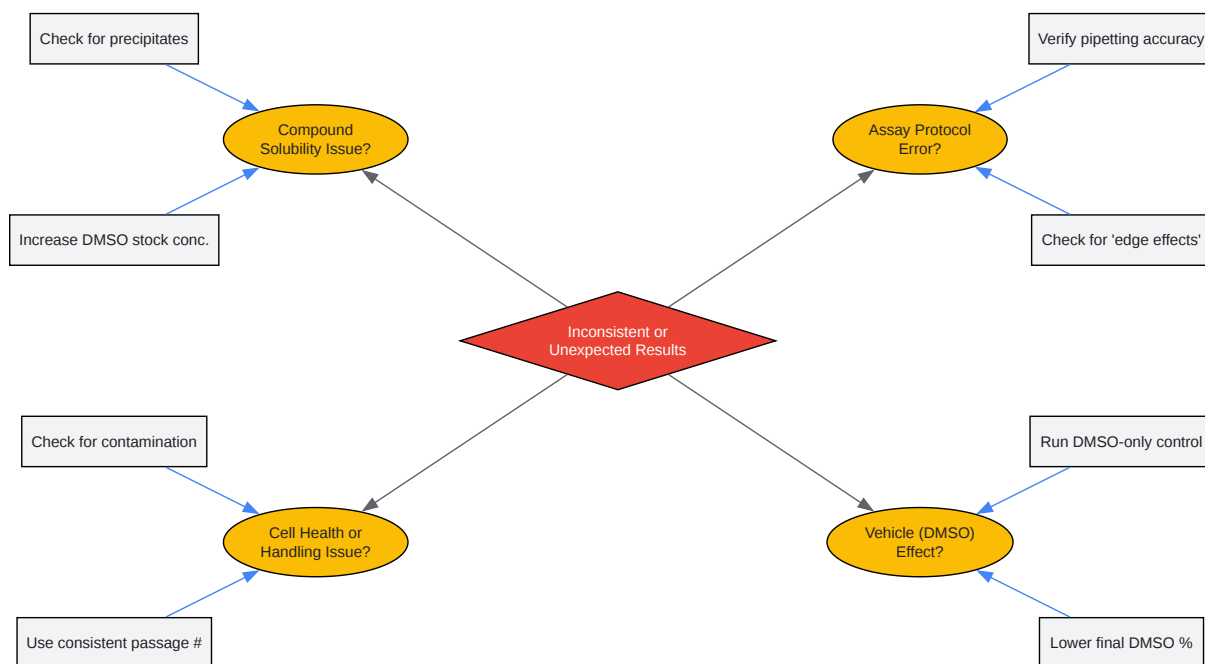 Check for precipitates
Verify pipetting accuracy
Compound
Solubility Issue?
Assay Protocol
Error?
Increase DMSO stock conc.
Check for 'edge effects'
Inconsistent or
Unexpected Results
Check for contamination
Run DMSO-only control
Cell Health or
Handling Issue?
Vehicle (DMSO)
Effect?
Use consistent passage #
Lower final DMSO %